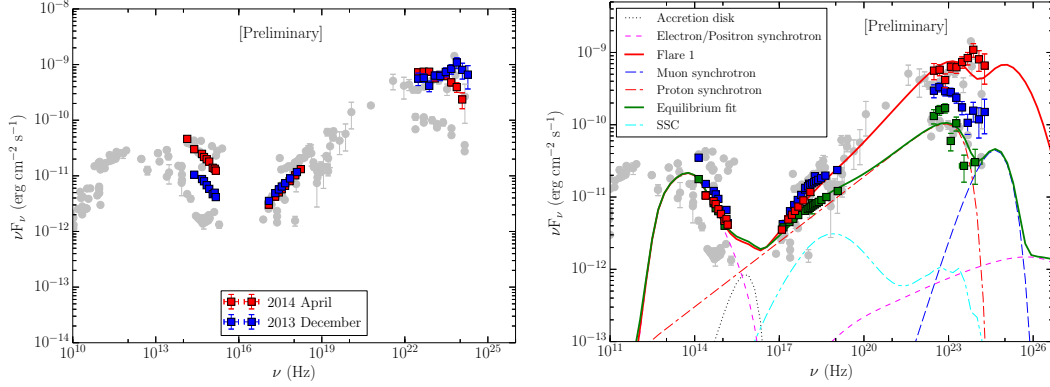 [Preliminary]
10⁻⁸
10⁻⁹
10⁻¹⁰
10⁻¹¹
10⁻¹²
10⁻¹³
10⁻¹⁴
νFν (erg cm⁻² s⁻¹)
2014 April
2013 December
10¹⁰ 10¹³ 10¹⁶ 10¹⁹ 10²² 10²⁵
ν (Hz)
[Preliminary]
Accretion disk
Electron/Positron synchrotron
Flare 1
Muon synchrotron
Proton synchrotron
Equilibrium fit
SSC
10⁻⁸
10⁻⁹
10⁻¹⁰
10⁻¹¹
10⁻¹²
10⁻¹³
νFν (erg cm⁻² s⁻¹)
10¹¹ 10¹⁴ 10¹⁷ 10²⁰ 10²³ 10²⁶
ν (Hz)